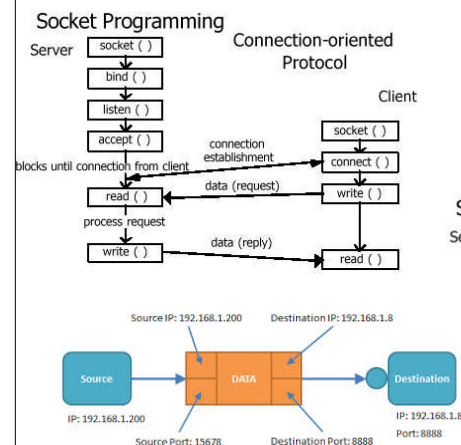 Socket Programming
Server
socket ( )
bind ( )
listen ( )
accept ( )
blocks until connection from client
read ( )
process request
write ( )
Connection-oriented
Protocol
Client
socket ( )
connect ( )
write ( )
read ( )
connection
establishment
data (request)
data (reply)
S
Se
Source IP: 192.168.1.200
Destination IP: 192.168.1.8
Source
DATA
Destination
IP: 192.168.1.200
IP: 192.168.1.8
Port: 8888
Source Port: 15678
Destination Port: 8888